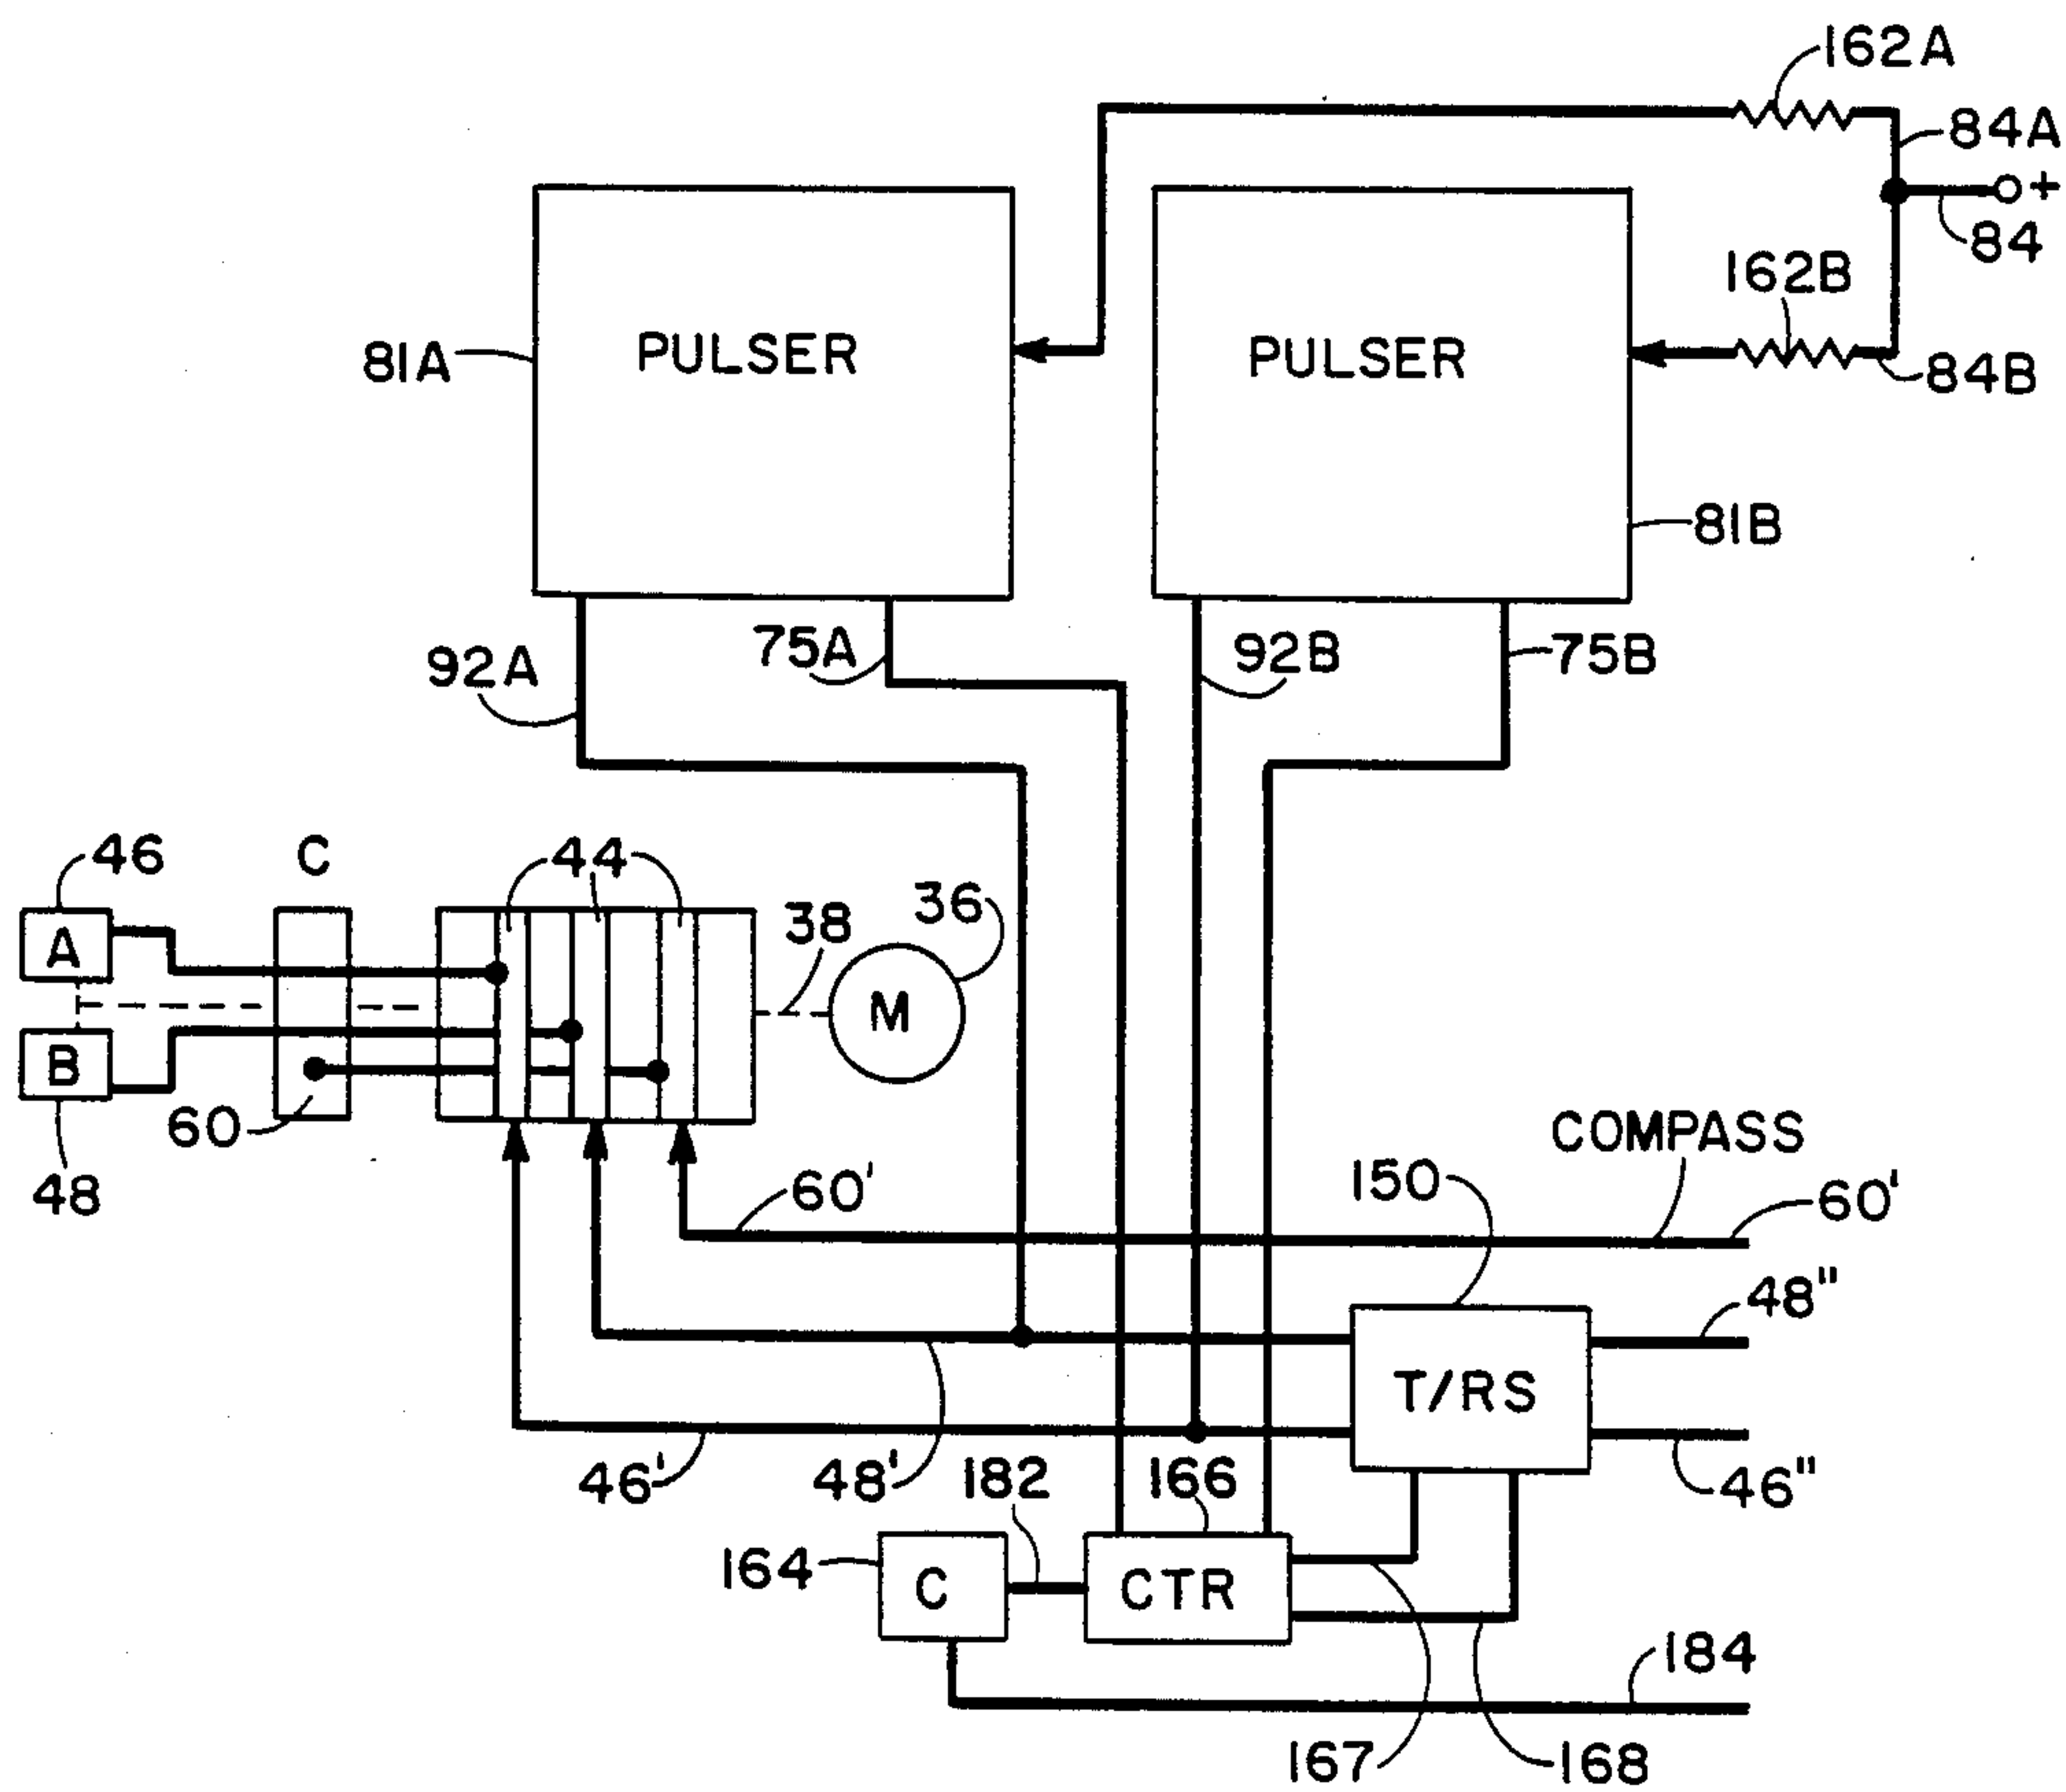 162A
84A
+
84
162B
84B
81A
PULSER
PULSER
81B
92A
75A
92B
75B
46
C
44
38
36
A
M
B
60
48
COMPASS
150
60'
60'
48"
T/RS
46'
48'
182
166
46"
164
C
CTR
184
167
168